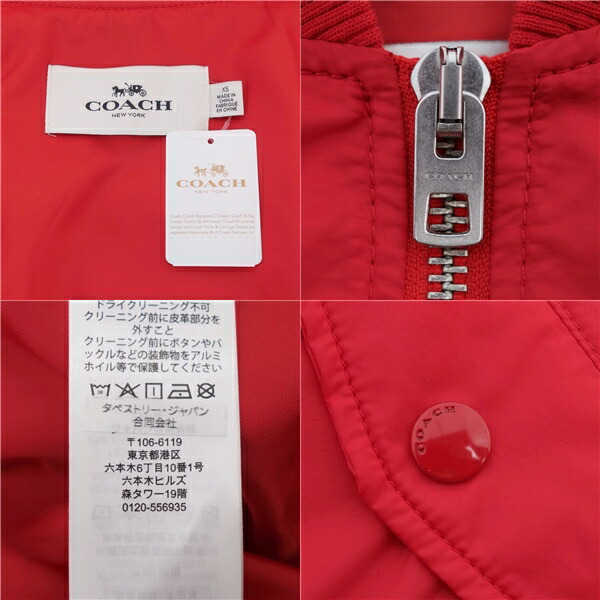 COACH
NEW YORK
XS
MADE IN
CHINA
FABRIQUÉ
EN CHINE
COACH
NEW YORK
Coach, Coach Signature C Design, Coach & Tag
COACH
ドライクリーニング不可
クリーニング前に皮革部分を
外すこと
クリーニング前にボタンやバ
ックルなどの装飾物をアルミ
ホイル等で保護してください
タペストリー・ジャパン
合同会社
〒106-6119
東京都港区
六本木6丁目10番1号
六本木ヒルズ
森タワー19階
0120-556935
COACH